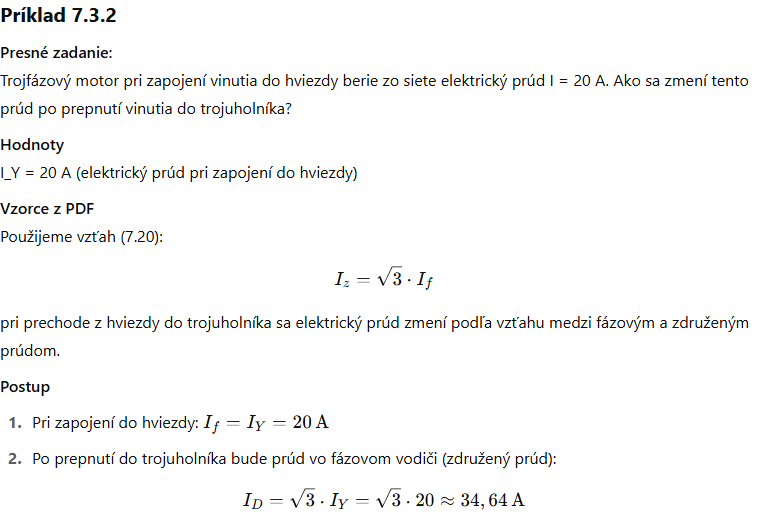 Príklad 7.3.2
Presné zadanie:
Trojfázový motor pri zapojení vinutia do hviezdy berie zo siete elektrický prúd I = 20 A. Ako sa zmení tento
prúd po prepnutí vinutia do trojuholníka?
Hodnoty
I_Y = 20 A (elektrický prúd pri zapojení do hviezdy)
Vzorce z PDF
Použijeme vzťah (7.20):
I_z = √3 · I_f
pri prechode z hviezdy do trojuholníka sa elektrický prúd zmení podľa vzťahu medzi fázovým a združeným
prúdom.
Postup
1. Pri zapojení do hviezdy: I_f = I_Y = 20 A
2. Po prepnutí do trojuholníka bude prúd vo fázovom vodiči (združený prúd):
I_D = √3 · I_Y = √3 · 20 ≈ 34,64 A